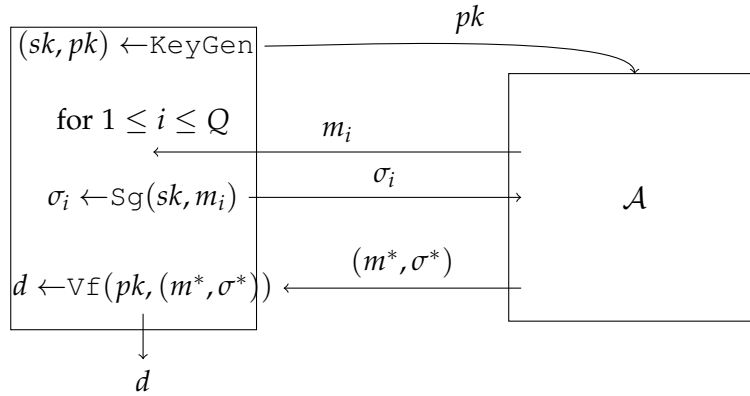 pk
(sk, pk) ←KeyGen
for 1 ≤ i ≤ Q
m_i
σ_i ←Sg(sk, m_i)
σ_i
𝒜
(m*, σ*)
d ←Vf(pk, (m*, σ*))
d